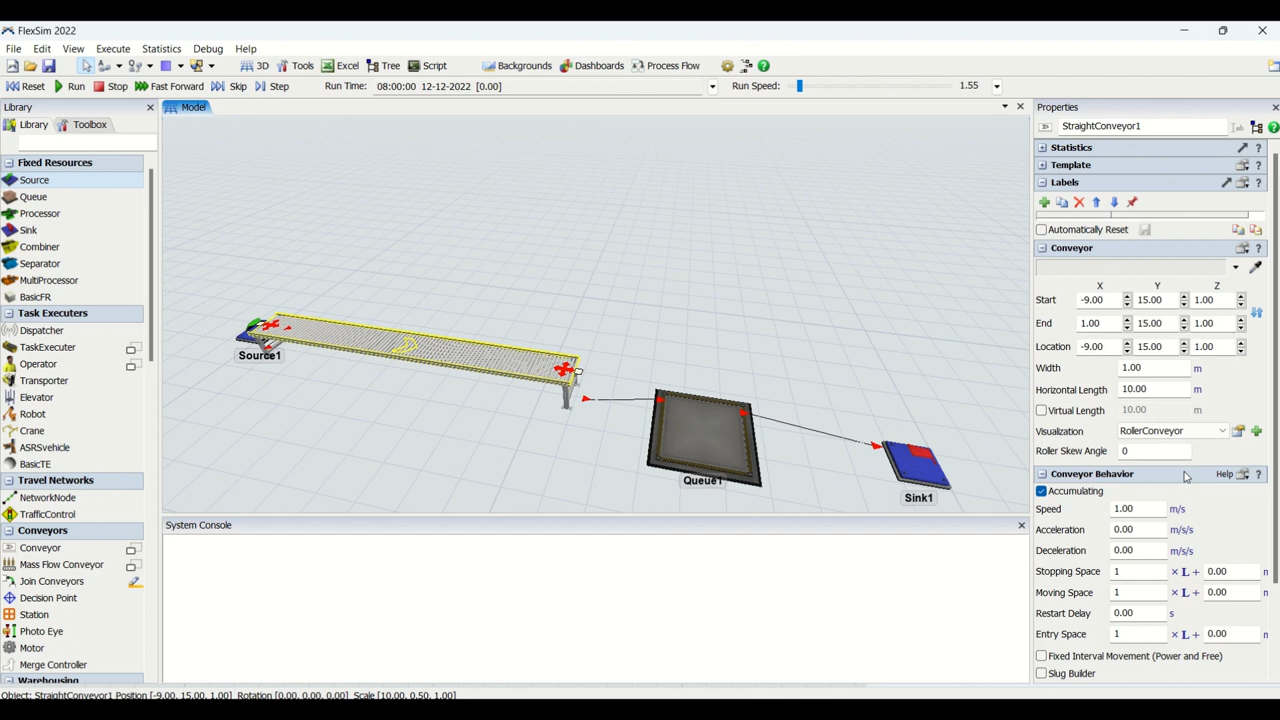 FlexSim 2022
File Edit View Execute Statistics Debug Help
3D Tools Excel Tree Script Backgrounds Dashboards Process Flow
Reset Run Stop Fast Forward Skip Step Run Time: 08:00:00 12-12-2022 [0.00] Run Speed: 1.55
Library
Library Toolbox
Fixed Resources
Source
Queue
Processor
Sink
Combiner
Separator
MultiProcessor
BasicFR
Task Executers
Dispatcher
TaskExecuter
Operator
Transporter
Elevator
Robot
Crane
ASRSvehicle
BasicTE
Travel Networks
NetworkNode
TrafficControl
Conveyors
Conveyor
Mass Flow Conveyor
Join Conveyors
Decision Point
Station
Photo Eye
Motor
Merge Controller
Warehousing
Model
Source1
Queue1
Sink1
System Console
Properties
StraightConveyor1
Statistics ?
Template ?
Labels ?
Automatically Reset
Conveyor ?
X Y Z
Start -9.00 15.00 1.00
End 1.00 15.00 1.00
Location -9.00 15.00 1.00
Width 1.00 m
Horizontal Length 10.00 m
Virtual Length 10.00 m
Visualization RollerConveyor
Roller Skew Angle 0
Conveyor Behavior Help ?
Accumulating
Speed 1.00 m/s
Acceleration 0.00 m/s/s
Deceleration 0.00 m/s/s
Stopping Space 1 × L + 0.00
Moving Space 1 × L + 0.00
Restart Delay 0.00 s
Entry Space 1 × L + 0.00
Fixed Interval Movement (Power and Free)
Slug Builder
Object: StraightConveyor1 Position [-9.00, 15.00, 1.00] Rotation [0.00, 0.00, 0.00] Scale [10.00, 0.50, 1.00]